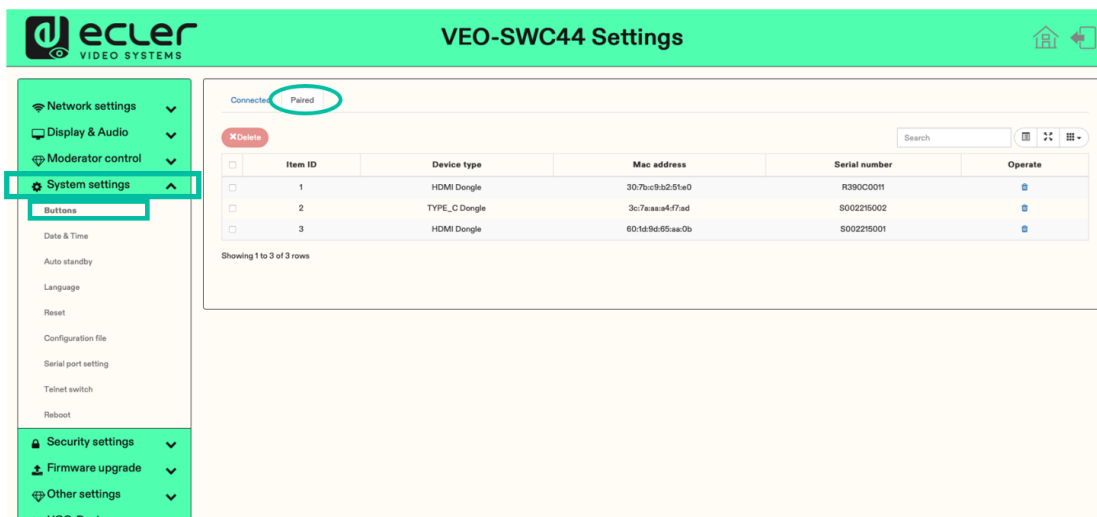 ecler
VIDEO SYSTEMS
VEO-SWC44 Settings
Network settings
Display & Audio
Moderator control
System settings
Buttons
Date & Time
Auto standby
Language
Reset
Configuration file
Serial port setting
Telnet switch
Reboot
Security settings
Firmware upgrade
Other settings
Connected Paired
Delete
Search
Item ID Device type Mac address Serial number Operate
1 HDMI Dongle 30:7b:c9:b2:51:e0 R390C0011
2 TYPE_C Dongle 3c:7a:aa:a4:f7:ad S002215002
3 HDMI Dongle 60:1d:9d:65:aa:0b S002215001
Showing 1 to 3 of 3 rows